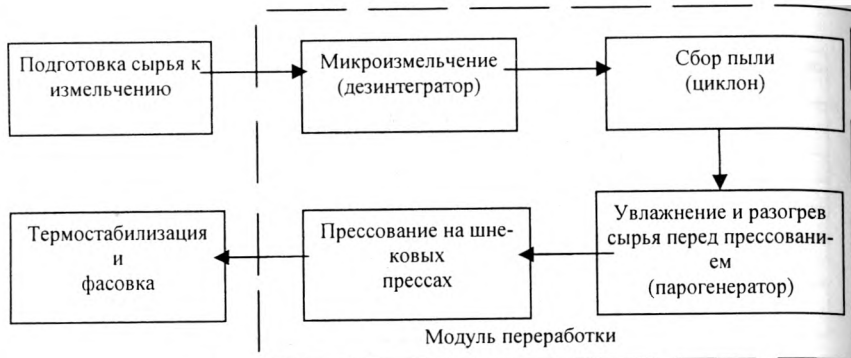 Подготовка сырья к
измельчению
Микроизмельчение
(дезинтегратор)
Сбор пыли
(циклон)
Увлажнение и разогрев
сырья перед прессовани-
ем
(парогенератор)
Прессование на шне-
ковых
прессах
Термостабилизация
и
фасовка
Модуль переработки